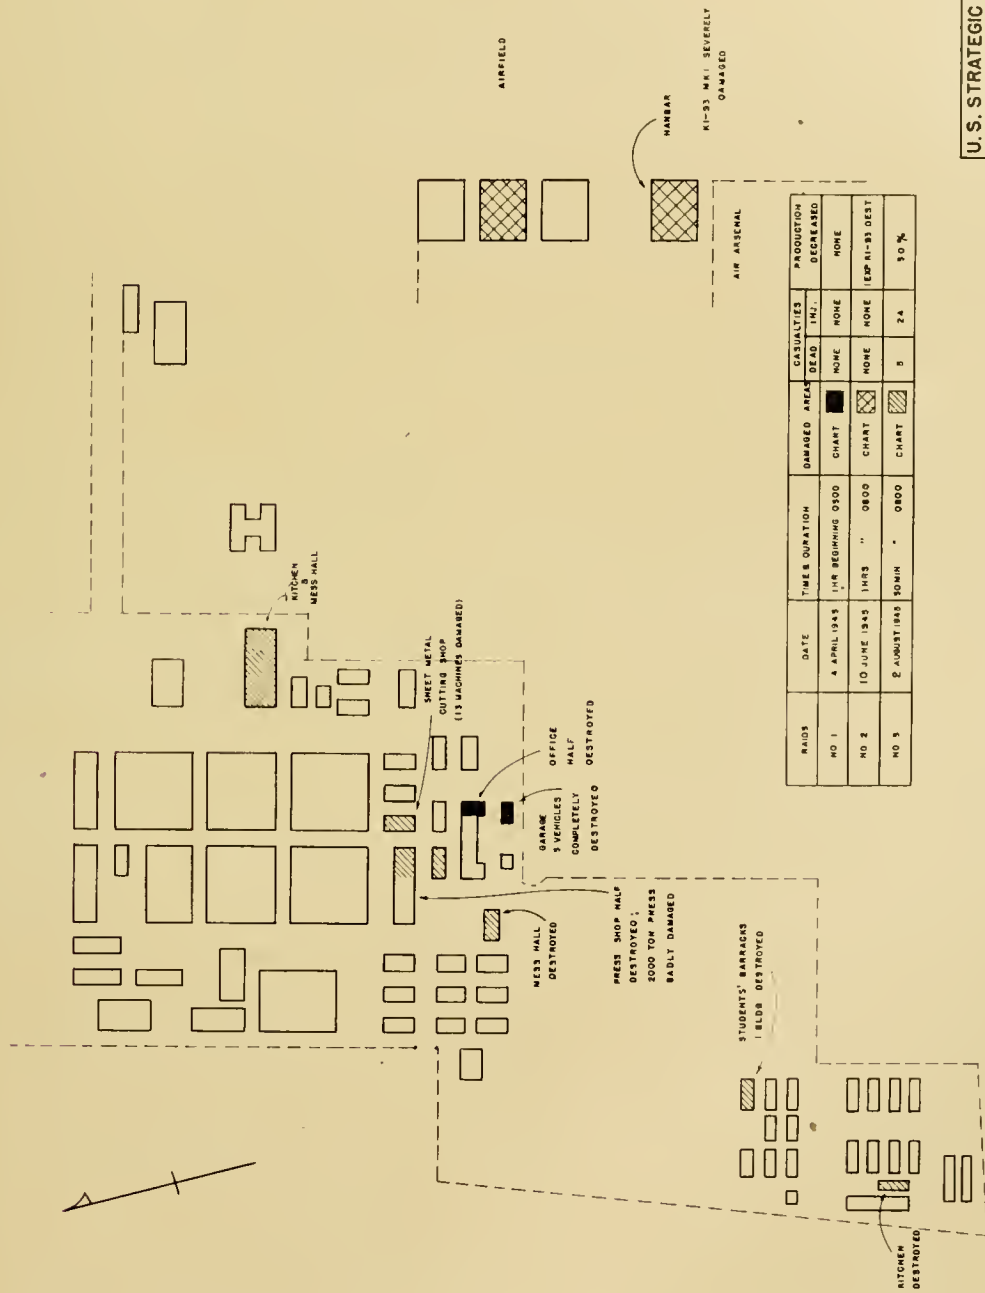 AIRFIELD
HANGAR
KI-93 MK1 SEVERELY
DAMAGED
AIR ARSENAL
KITCHEN
&
MESS HALL
SHEET METAL
CUTTING SHOP
(13 MACHINES DAMAGED)
OFFICE
HALF
DESTROYED
GARAGE
5 VEHICLES
COMPLETELY
DESTROYED
MESS HALL
DESTROYED
PRESS SHOP HALF
DESTROYED;
2000 TON PRESS
BADLY DAMAGED
STUDENTS' BARRACKS
1 BLDG DESTROYED
KITCHEN
DESTROYED
RAIDS DATE TIME & DURATION DAMAGED AREAS CASUALTIES PRODUCTION DECREASED
DEAD INJ.
NO 1 4 APRIL 1945 1 HR BEGINNING 0300 CHART NONE NONE NONE
NO 2 10 JUNE 1945 1 HRS " 0800 CHART NONE NONE 1 EXP KI-93 DEST
NO 3 2 AUGUST 1945 50 MIN " 0800 CHART 24 50 %
U. S. STRATEGIC